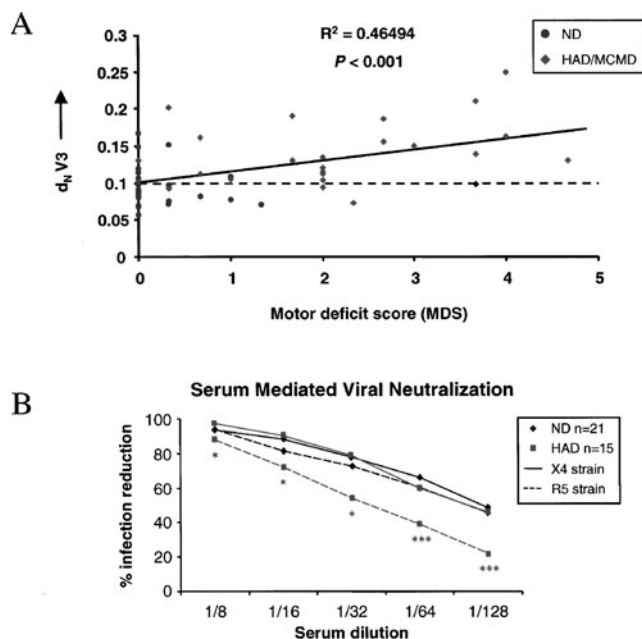 A
R² = 0.46494
P < 0.001
ND
HAD/MCMD
0.3
0.25
0.2
0.15
0.1
0.05
0
dN V3
0 1 2 3 4 5
Motor deficit score (MDS)
B
Serum Mediated Viral Neutralization
100
80
60
40
20
0
% infection reduction
ND n=21
HAD n=15
X4 strain
R5 strain
*
*
*
***
***
1/8 1/16 1/32 1/64 1/128
Serum dilution